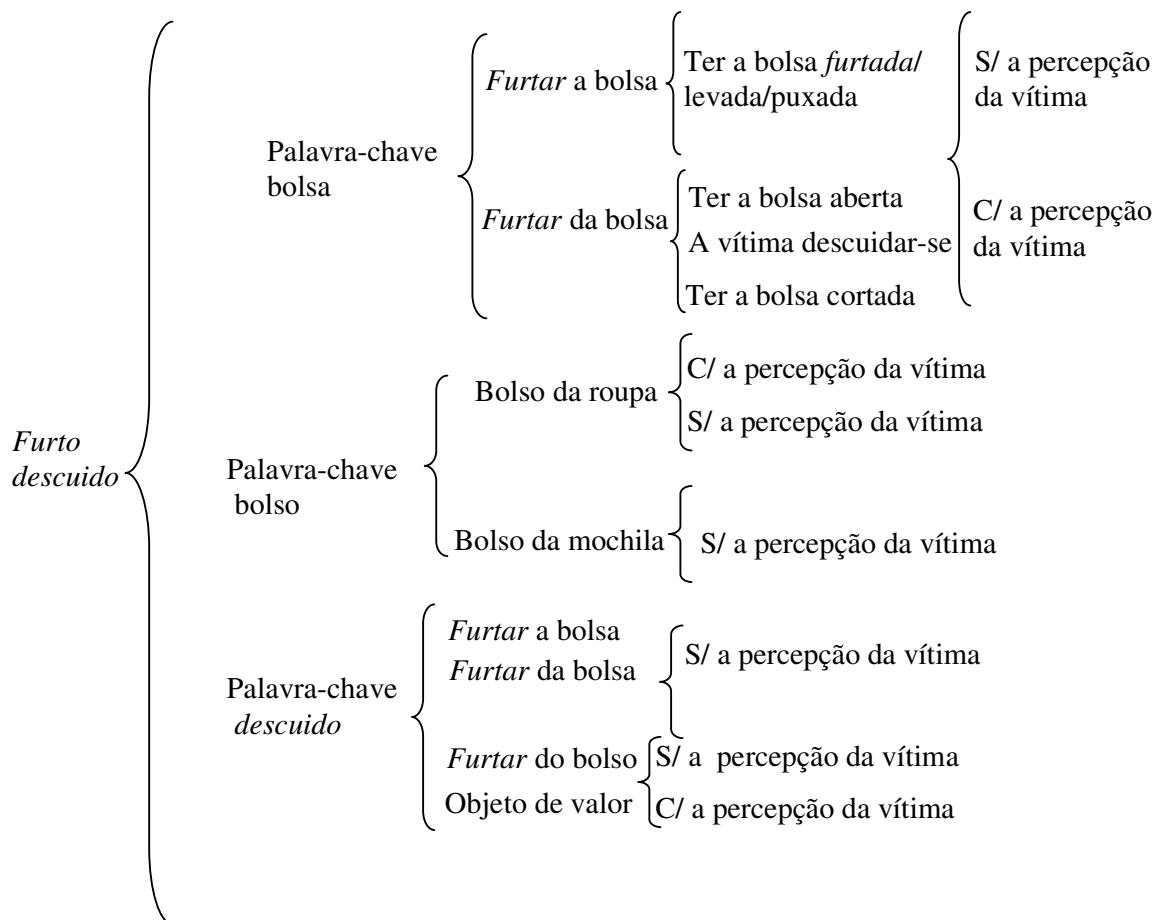 Furto
descuido
Palavra-chave
bolsa
Furtar a bolsa
Ter a bolsa furtada/
levada/puxada
Furtar da bolsa
Ter a bolsa aberta
A vítima descuidar-se
Ter a bolsa cortada
S/ a percepção
da vítima
C/ a percepção
da vítima
Palavra-chave
bolso
Bolso da roupa
C/ a percepção da vítima
S/ a percepção da vítima
Bolso da mochila
S/ a percepção da vítima
Palavra-chave
descuido
Furtar a bolsa
Furtar da bolsa
S/ a percepção da vítima
Furtar do bolso
Objeto de valor
S/ a percepção da vítima
C/ a percepção da vítima